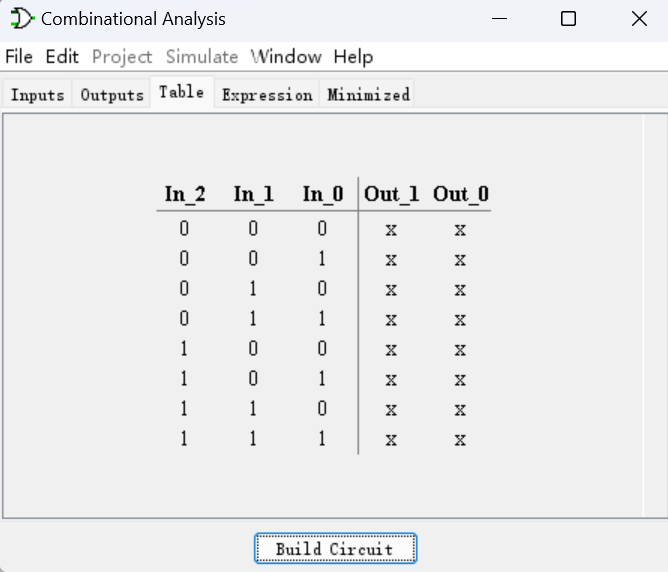 Combinational Analysis
File Edit Project Simulate Window Help
Inputs Outputs Table Expression Minimized
In_2 In_1 In_0 Out_1 Out_0
0 0 0 x x
0 0 1 x x
0 1 0 x x
0 1 1 x x
1 0 0 x x
1 0 1 x x
1 1 0 x x
1 1 1 x x
Build Circuit